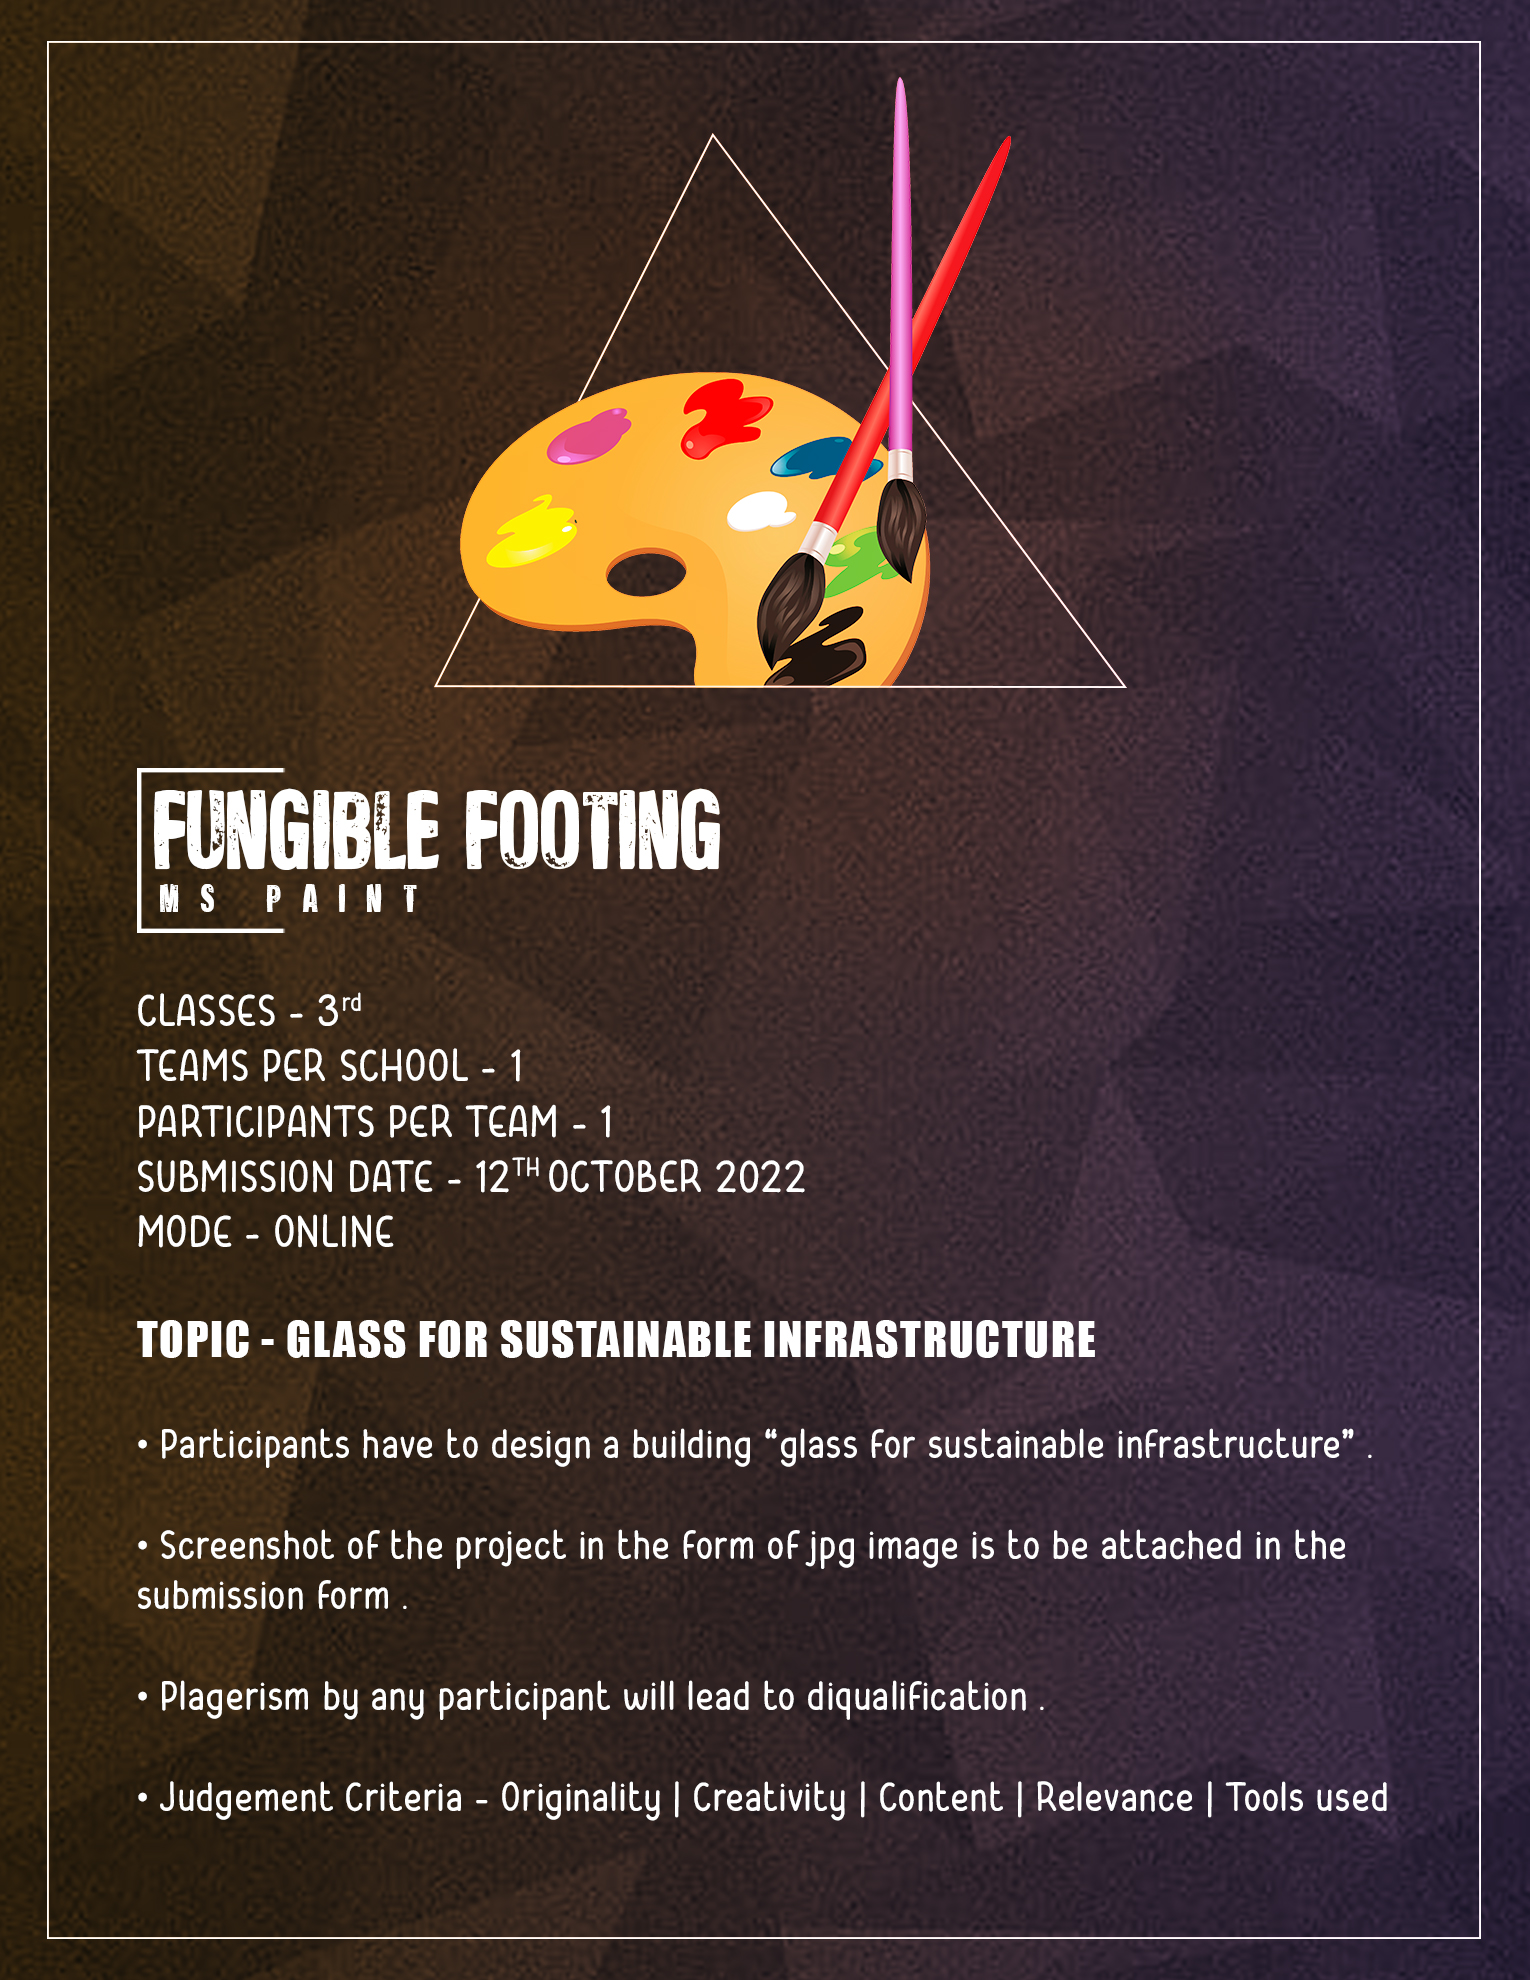 FUNGIBLE FOOTING
MS PAINT
CLASSES - 3rd
TEAMS PER SCHOOL - 1
PARTICIPANTS PER TEAM - 1
SUBMISSION DATE - 12TH OCTOBER 2022
MODE - ONLINE
TOPIC - GLASS FOR SUSTAINABLE INFRASTRUCTURE
• Participants have to design a building “glass for sustainable infrastructure” .
• Screenshot of the project in the form of jpg image is to be attached in the
submission form .
• Plagerism by any participant will lead to diqualification .
• Judgement Criteria - Originality | Creativity | Content | Relevance | Tools used